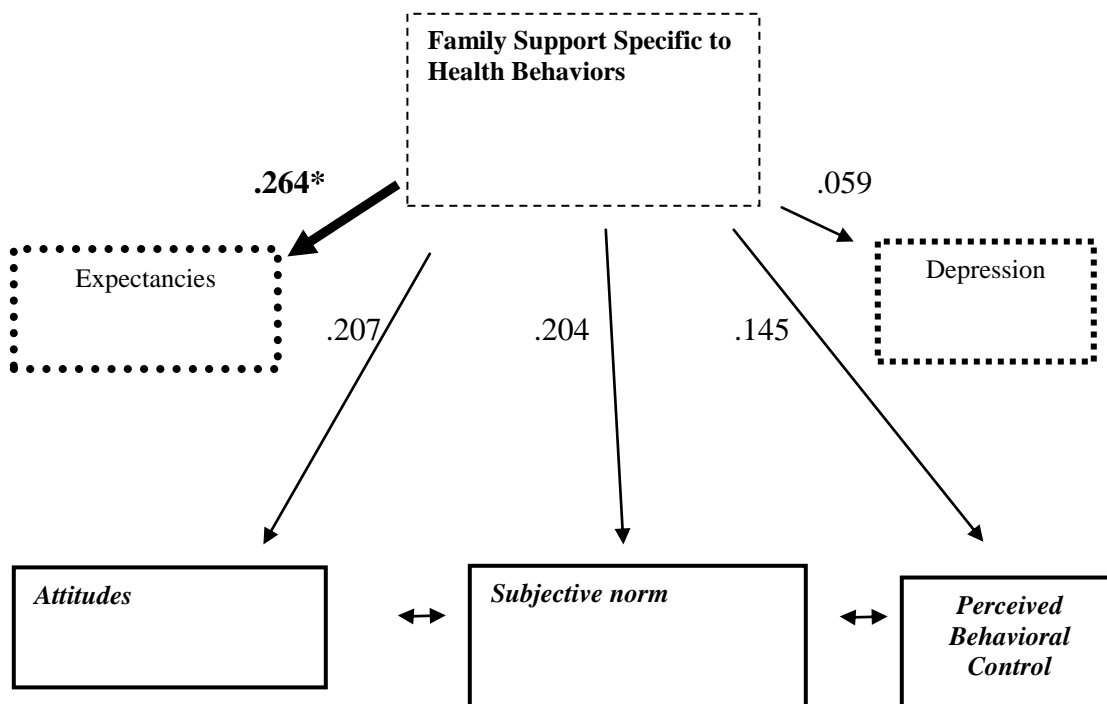 Family Support Specific to
Health Behaviors
.264*
.059
Expectancies
Depression
.207
.204
.145
Attitudes
Subjective norm
Perceived
Behavioral
Control